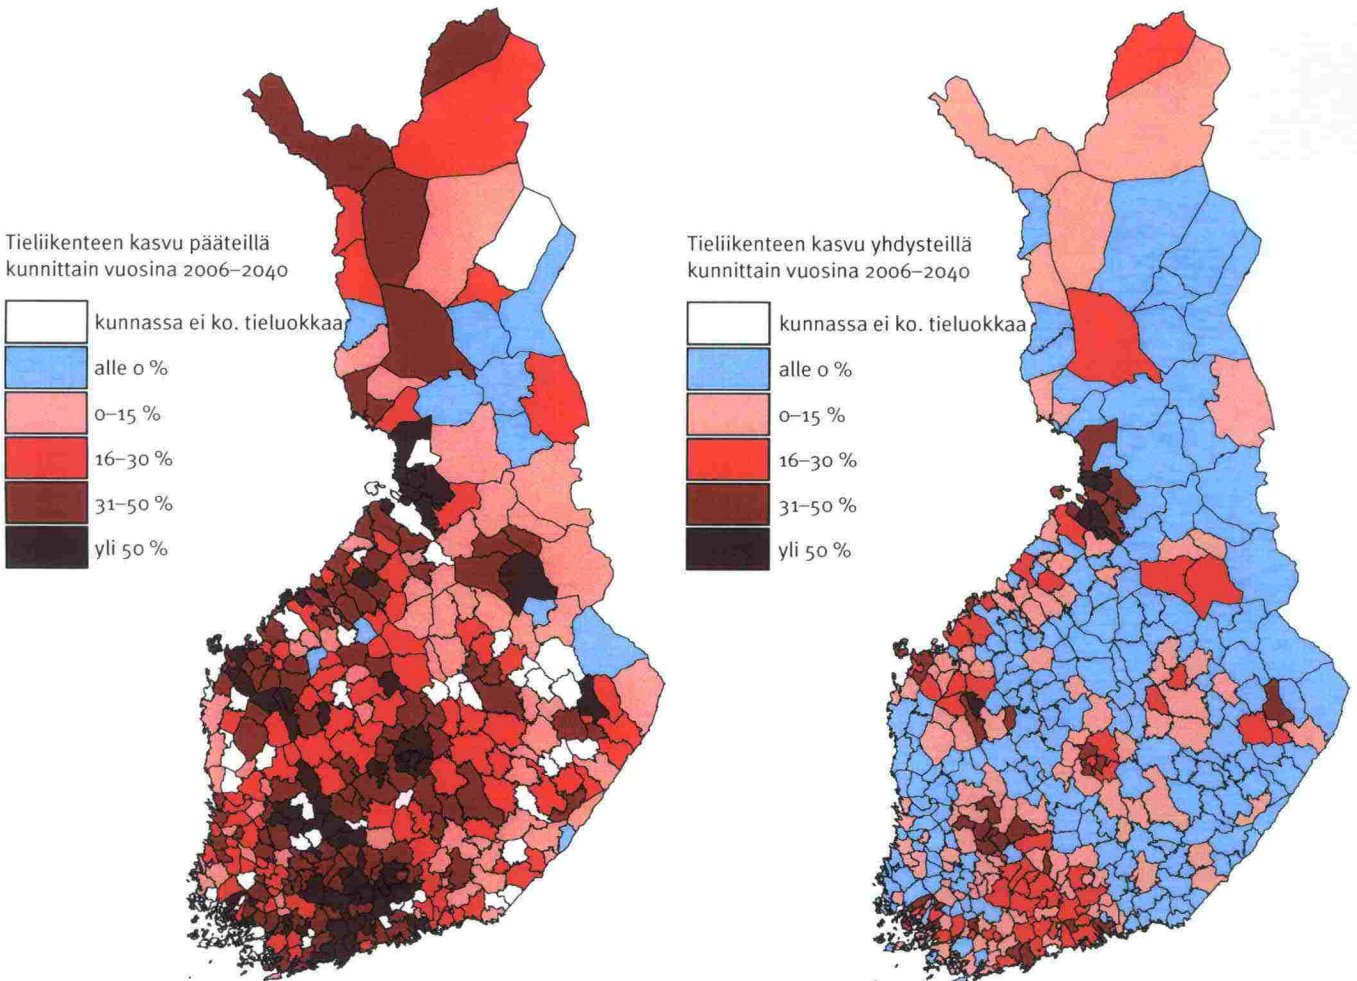 Tieliikenteen kasvu pääteillä
kunnittain vuosina 2006–2040
kunnassa ei ko. tieluokkaa
alle 0 %
0–15 %
16–30 %
31–50 %
yli 50 %
Tieliikenteen kasvu yhdysteillä
kunnittain vuosina 2006–2040
kunnassa ei ko. tieluokkaa
alle 0 %
0–15 %
16–30 %
31–50 %
yli 50 %